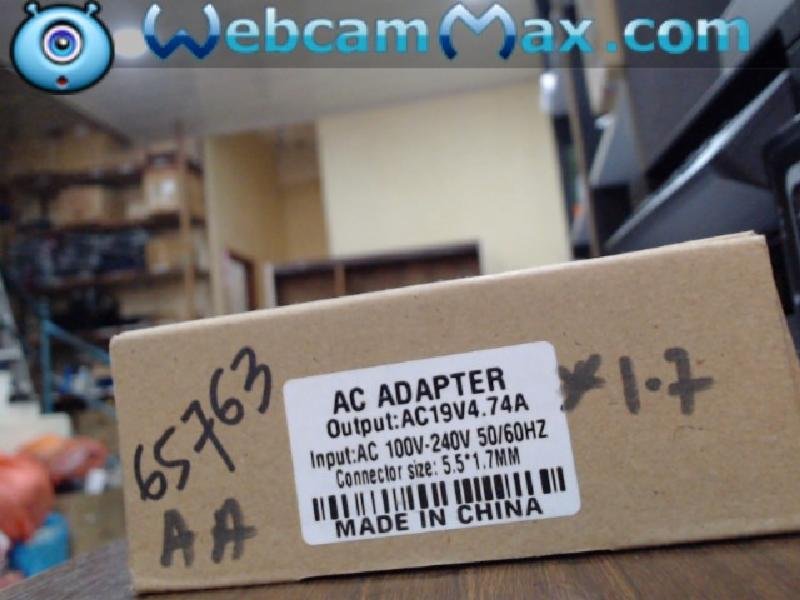 WebcamMax.com
65763
AA
AC ADAPTER
Output:AC19V4.74A
Input:AC 100V-240V 50/60HZ
Connector size: 5.5*1.7MM
MADE IN CHINA
*1.7